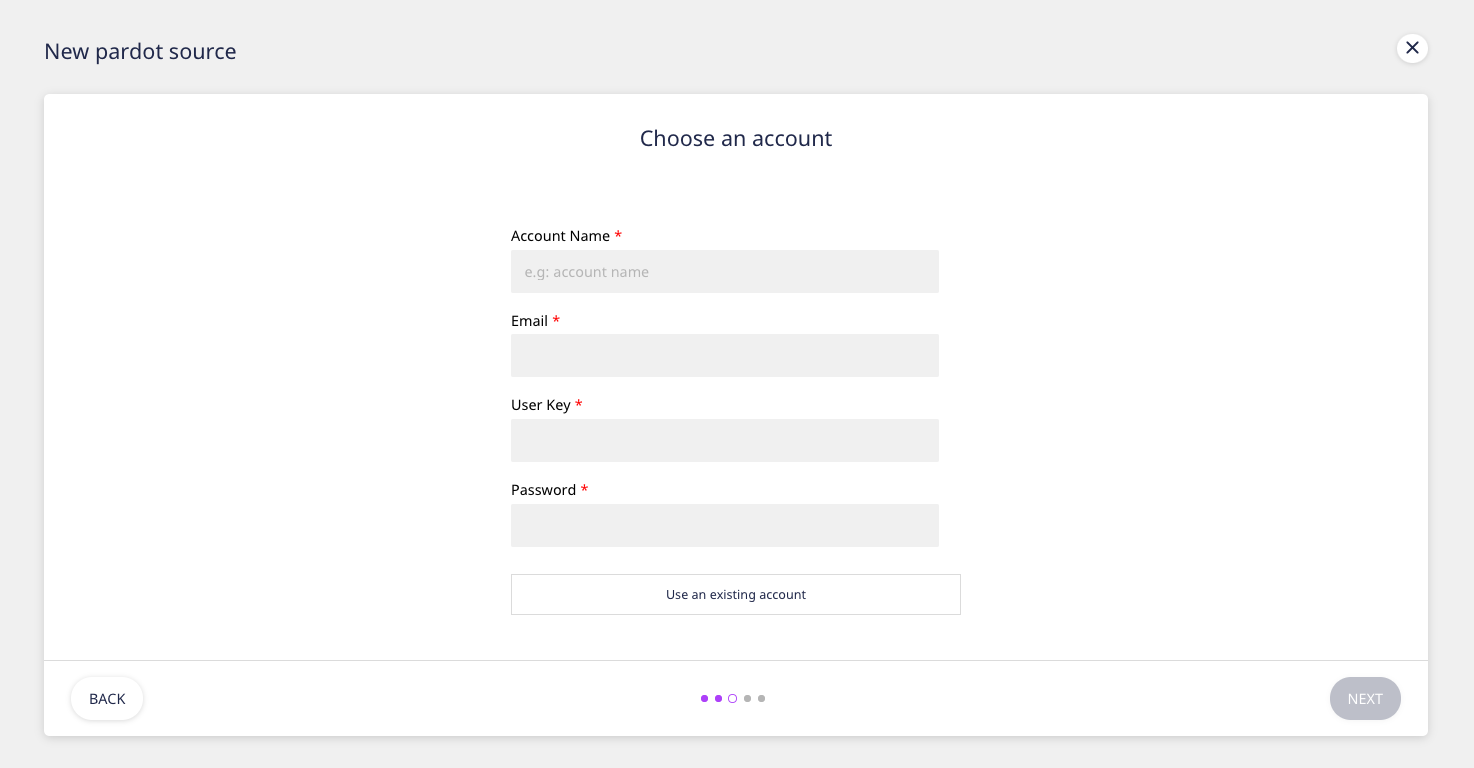 New pardot source
Choose an account
Account Name *
e.g: account name
Email *
User Key *
Password *
Use an existing account
BACK
NEXT